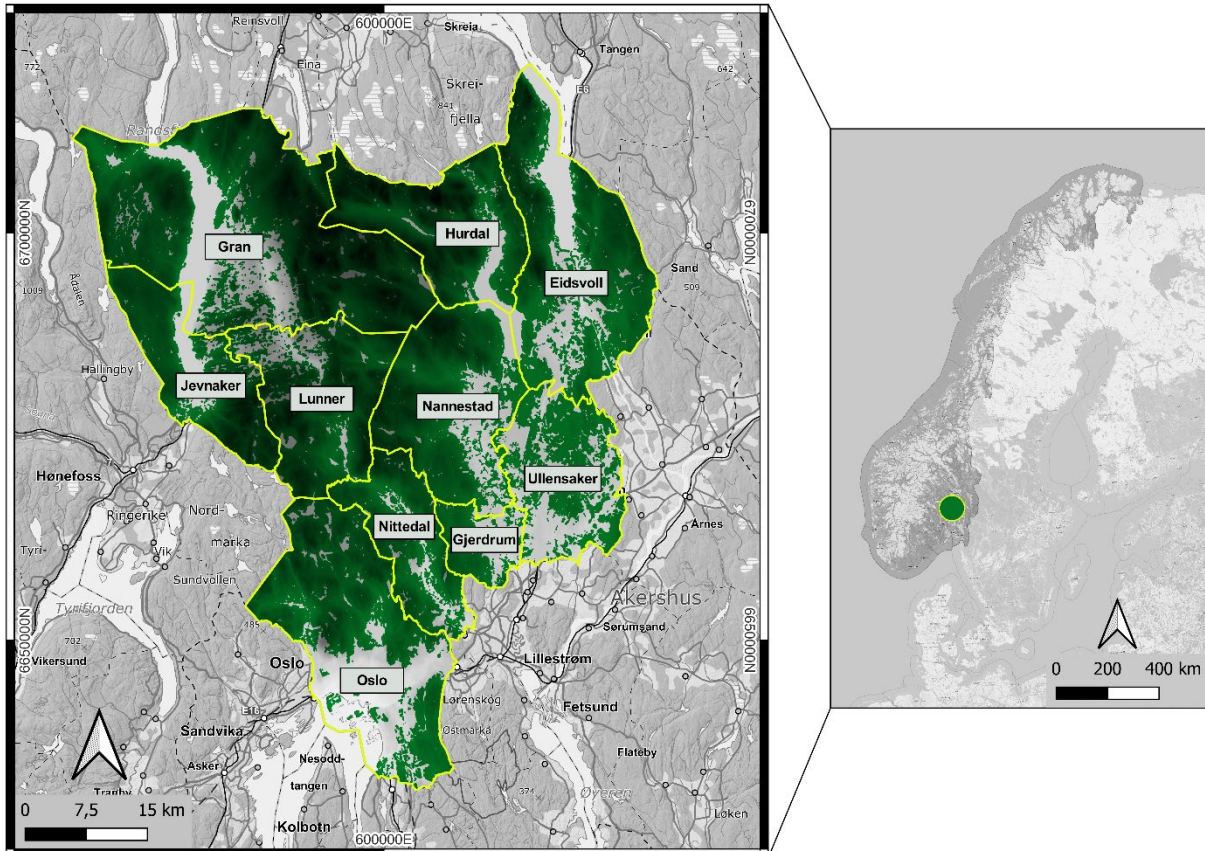 600000E
Reinsvoll
Skreia
Tangen
Eina
772
642
Skrei-
841
fjella
E6
Randsfj
6700000N
6700000N
Gran
Hurdal
Eidsvoll
Sand
509
1009
Ådalen
Hallingby
Jevnaker
Lunner
Nannestad
Hønefoss
Ullensaker
Ringerike
Nord-
marka
Nittedal
Gjerdrum
Årnes
Tyri-
Vik
Sundvollen
Akershus
Tyrifjorden
485
Sørumsand
702
Vikersund
6650000N
6650000N
Oslo
Lillestrøm
Oslo
Lørenskog
Fetsund
E16
Østmarka
Sandvika
Nesodd-
tangen
Flateby
Asker
374
Øyeren
Tranby
Løken
Kolbotn
0 7,5 15 km
600000E
0 200 400 km